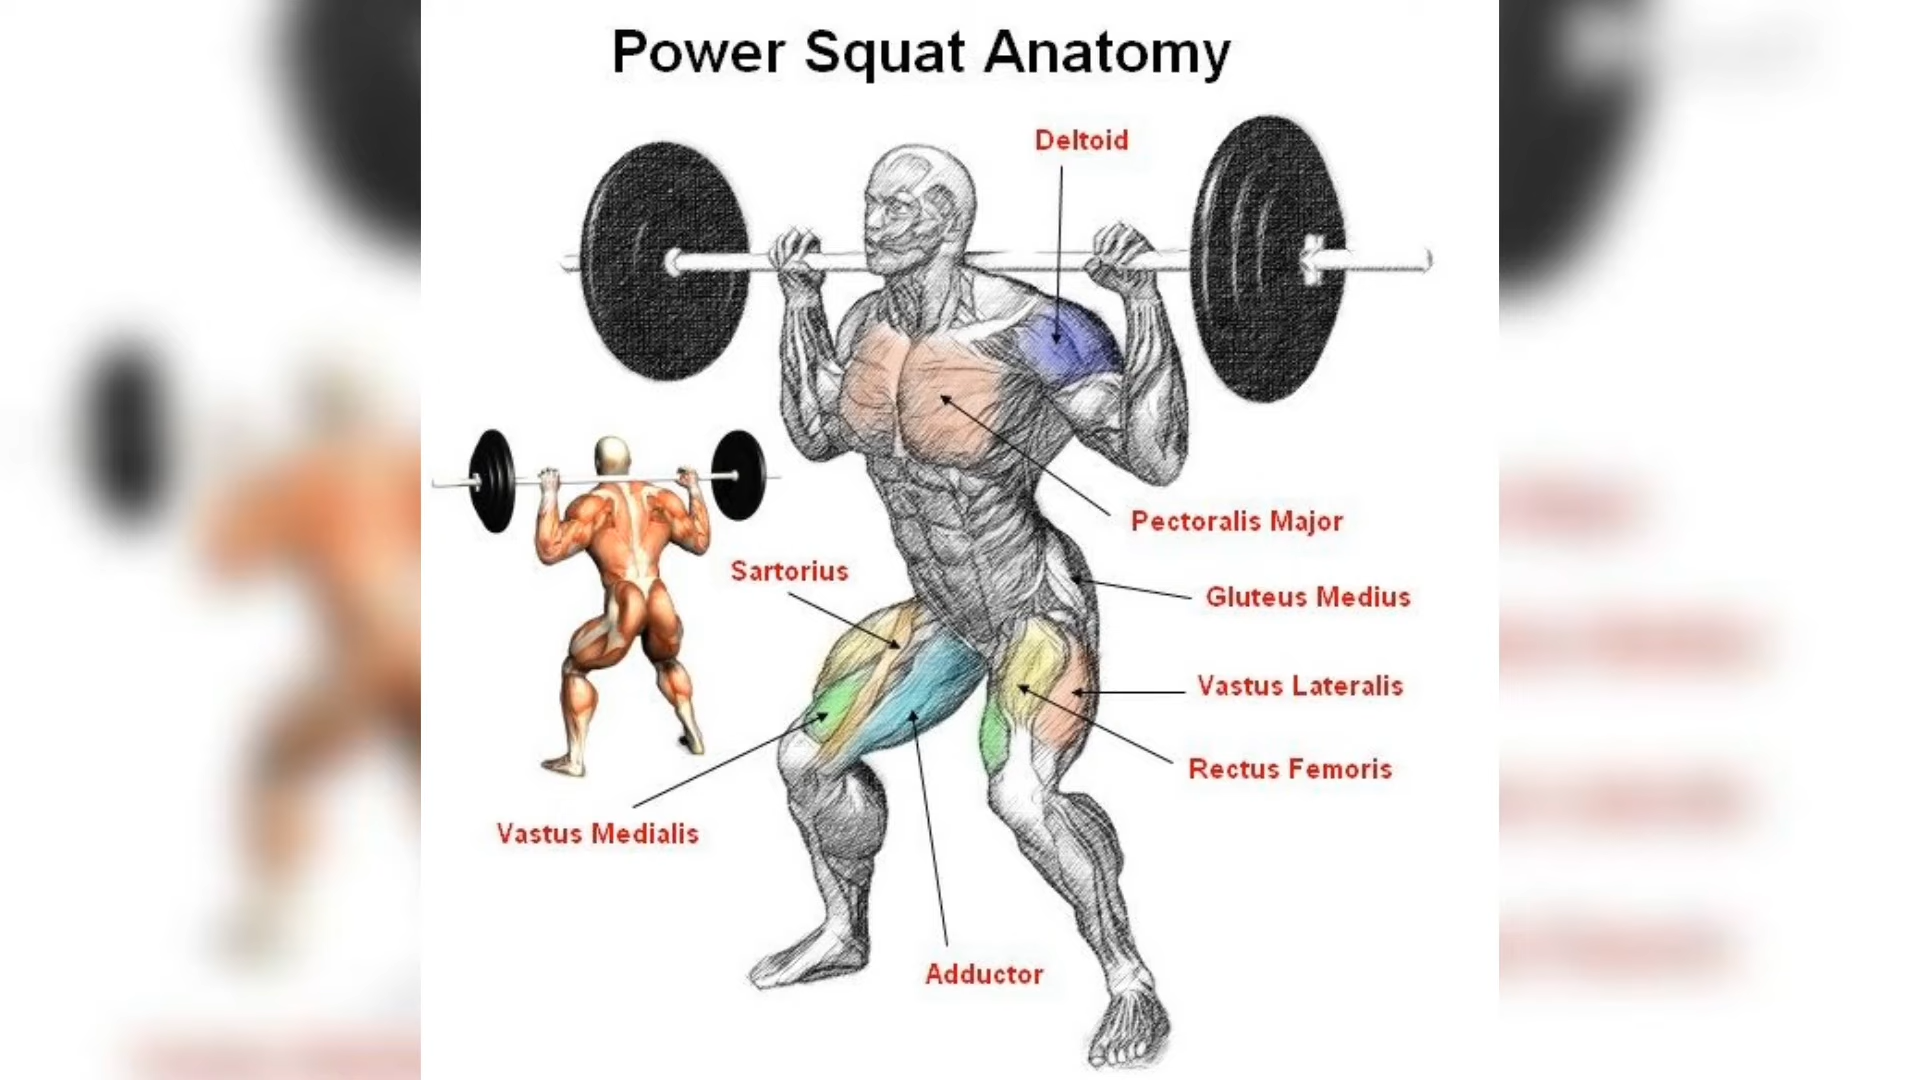 Power Squat Anatomy
Deltoid
Pectoralis Major
Sartorius
Gluteus Medius
Vastus Lateralis
Rectus Femoris
Vastus Medialis
Adductor